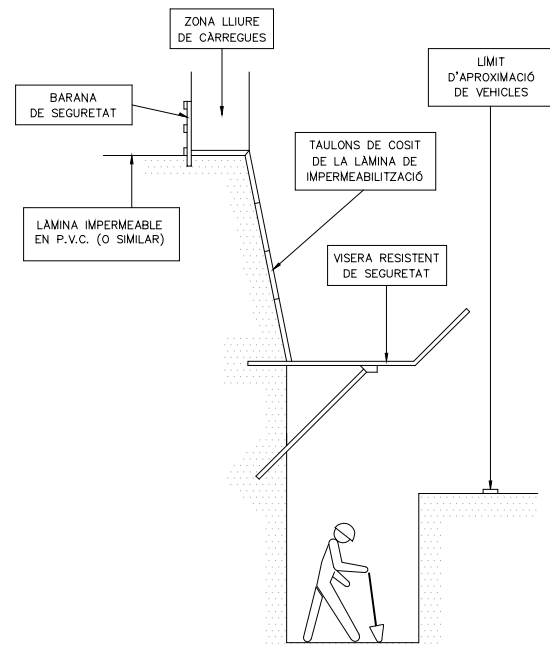 ZONA LLIURE
DE CÀRREGUES
LÍMIT
D'APROXIMACIÓ
DE VEHICLES
BARANA
DE SEGURETAT
TAULONS DE COSIT
DE LA LÀMINA DE
IMPERMEABILITZACIÓ
LÀMINA IMPERMEABLE
EN P.V.C. (O SIMILAR)
VISERA RESISTENT
DE SEGURETAT